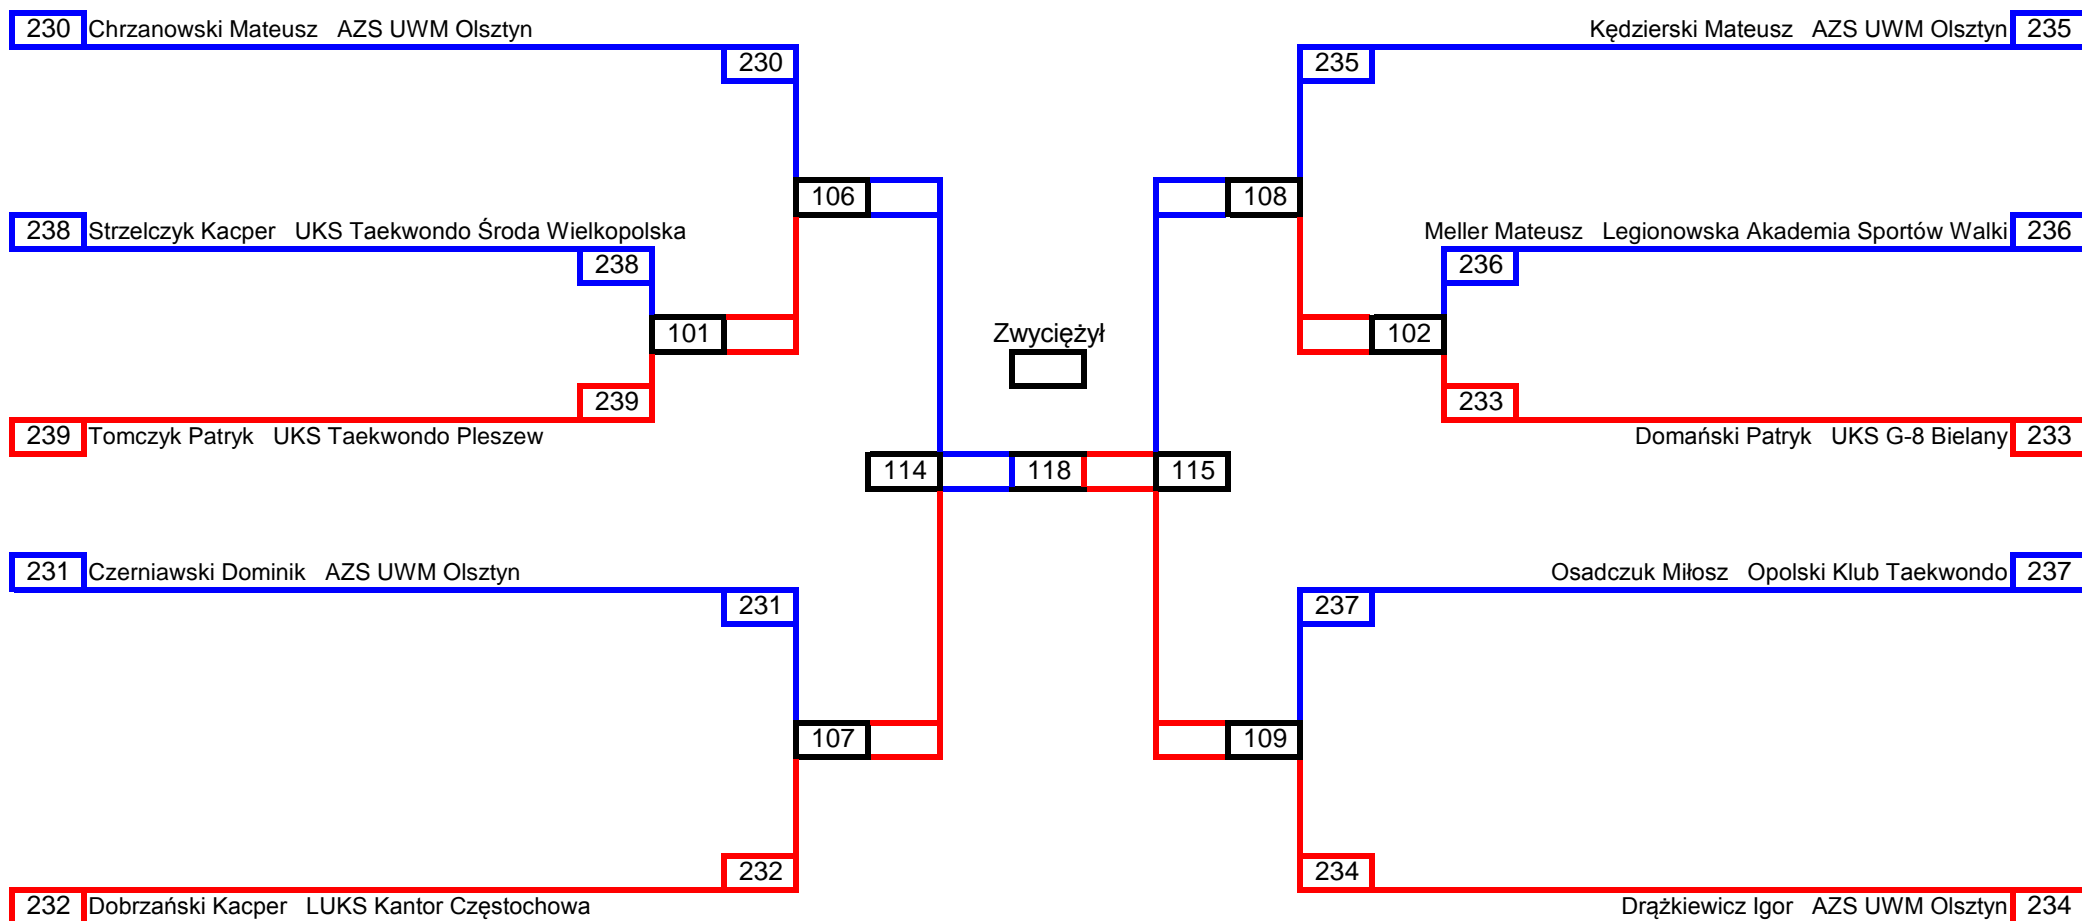 230 Chrzanowski Mateusz AZS UWM Olsztyn
Kędzierski Mateusz AZS UWM Olsztyn 235
230
235
106
108
238 Strzelczyk Kacper UKS Taekwondo Środa Wielkopolska
Meller Mateusz Legionowska Akademia Sportów Walki 236
238
236
101
Zwyciężył
102
239
233
239 Tomczyk Patryk UKS Taekwondo Pleszew
Domański Patryk UKS G-8 Bielany 233
114
118
115
231 Czerniawski Dominik AZS UWM Olsztyn
Osadczuk Miłosz Opolski Klub Taekwondo 237
231
237
107
109
232
234
232 Dobrzański Kacper LUKS Kantor Częstochowa
Drążkiewicz Igor AZS UWM Olsztyn 234